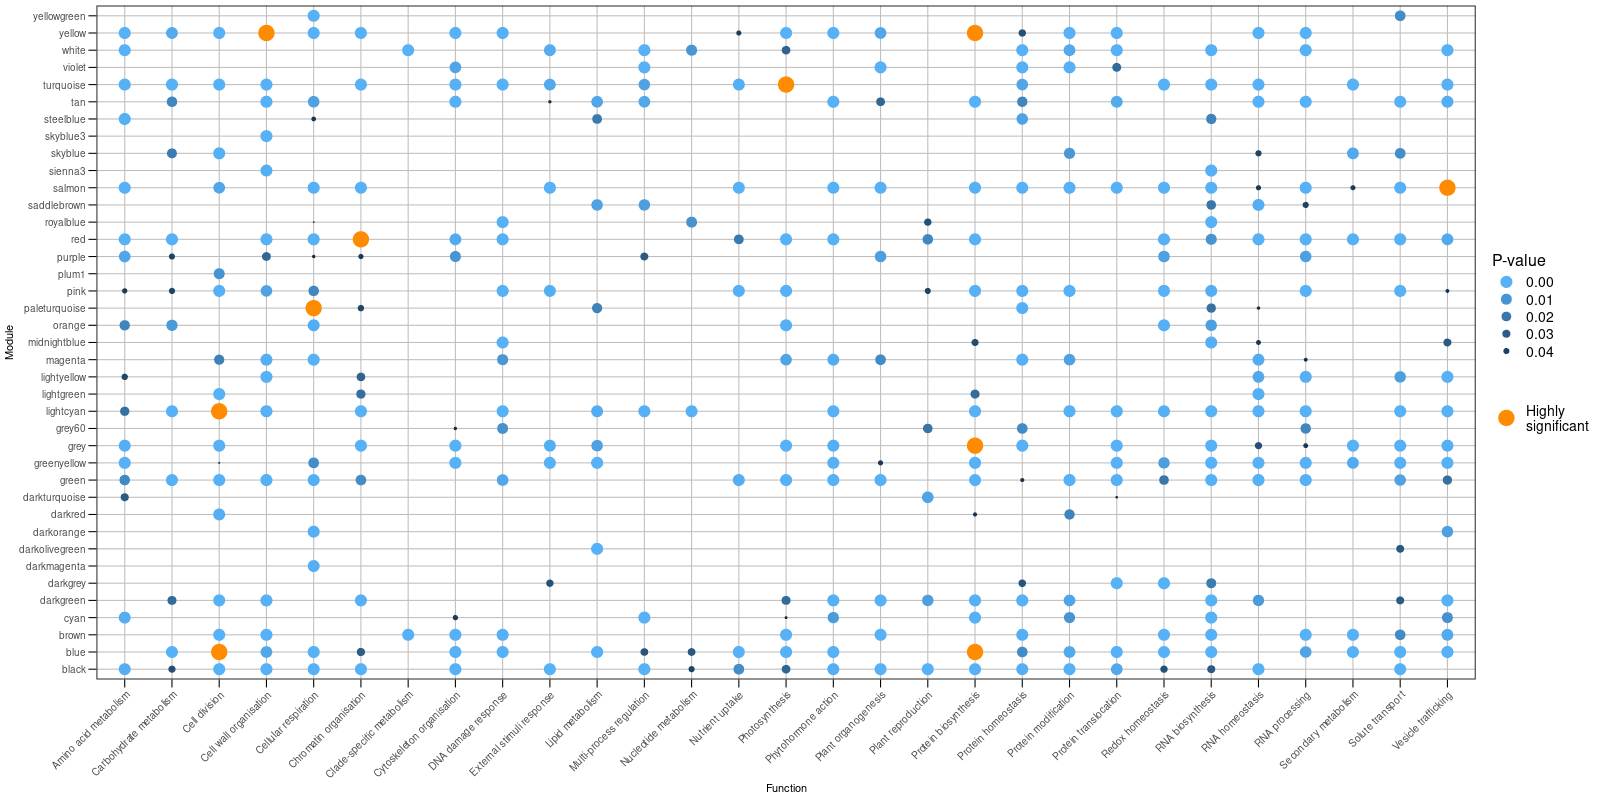 yellowgreen
yellow
white
violet
turquoise
tan
steelblue
skyblue3
skyblue
sienna3
salmon
saddlebrown
royalblue
red
purple
plum1
pink
paleturquoise
orange
midnightblue
magenta
lightyellow
lightgreen
lightcyan
grey60
grey
greenyellow
green
darkturquoise
darkred
darkorange
darkolivegreen
darkmagenta
darkgrey
darkgreen
cyan
brown
blue
black
Module
Amino acid metabolism
Carbohydrate metabolism
Cell division
Cell wall organisation
Cellular respiration
Chromatin organisation
Clade-specific metabolism
Cytoskeleton organisation
DNA damage response
External stimuli response
Lipid metabolism
Multi-process regulation
Nucleotide metabolism
Nutrient uptake
Photosynthesis
Phytohormone action
Plant organogenesis
Plant reproduction
Protein biosynthesis
Protein homeostasis
Protein modification
Protein translocation
Redox homeostasis
RNA biosynthesis
RNA homeostasis
RNA processing
Secondary metabolism
Solute transport
Vesicle trafficking
Function
P-value
0.00
0.01
0.02
0.03
0.04
Highly
significant